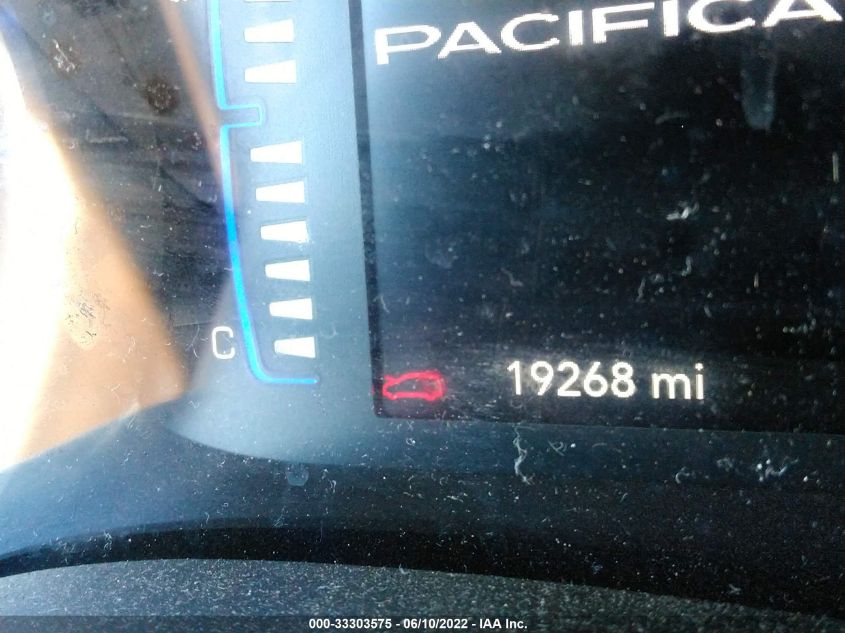 PACIFICA
C
19268 mi
000-33303575 - 06/10/2022 - IAA Inc.